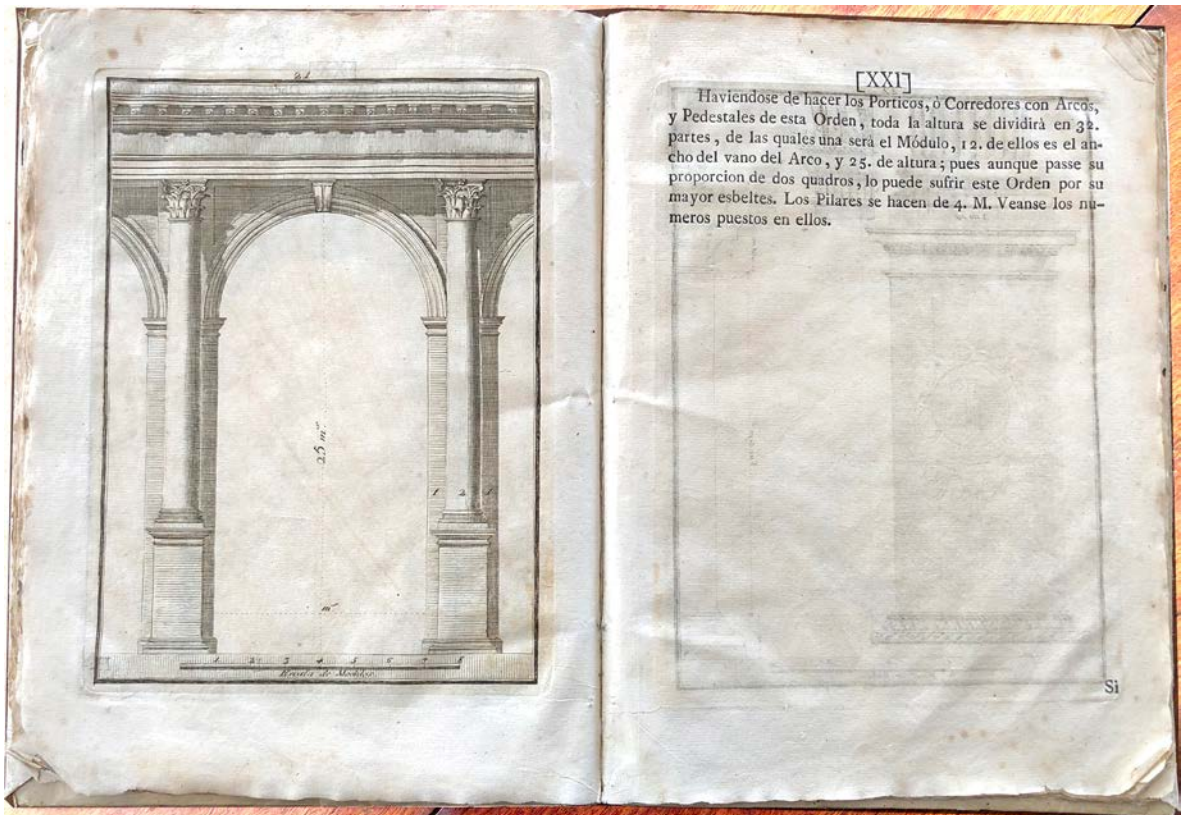 21
25 m.
1 2 1
m.
1 2 3 4 5 6 7 8
de Modulos
[XXI]
Haviendose de hacer los Porticos, ò Corredores con Arcos,
y Pedestales de esta Orden, toda la altura se dividirà en 32.
partes, de las quales una serà el Módulo, 12. de ellos es el an-
cho del vano del Arco, y 25. de altura; pues aunque passe su
proporcion de dos quadros, lo puede sufrir este Orden por su
mayor esbeltes. Los Pilares se hacen de 4. M. Veanse los nu-
meros puestos en ellos.
Si